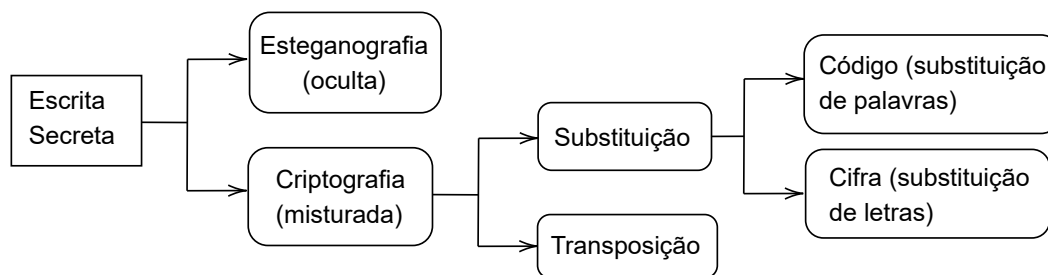 Escrita
Secreta
Esteganografia
(oculta)
Criptografia
(misturada)
Substituição
Transposição
Código (substituição
de palavras)
Cifra (substituição
de letras)